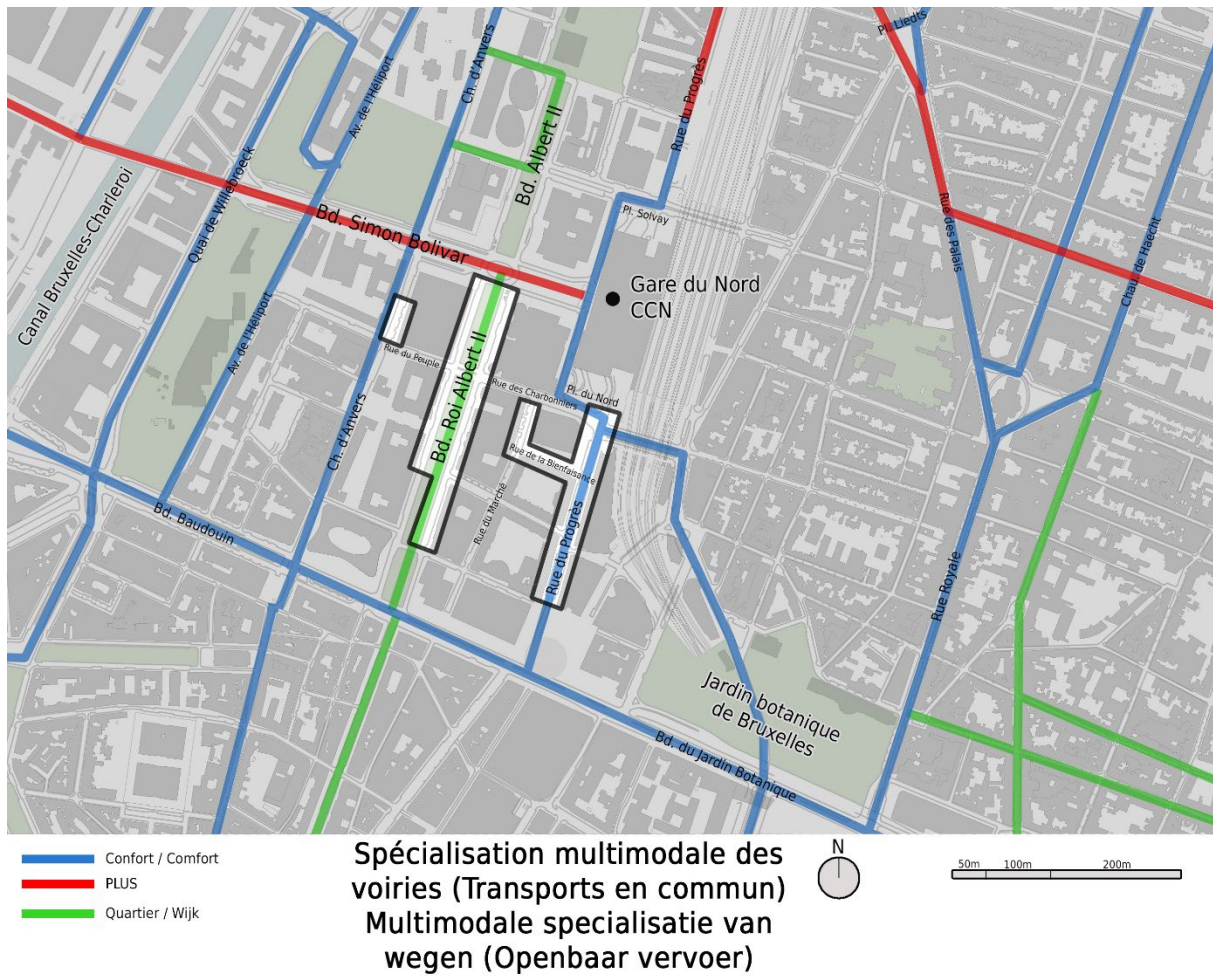 Pl. Liedts
Ch. d'Anvers
Av. de l'Héliport
Rue du Progrès
Bd. Albert II
Quai de Willebroeck
Canal Bruxelles-Charleroi
Bd. Simon Bolivar
Pl. Solvay
Rue des Palais
Chau. de Haecht
Gare du Nord
CCN
Av. de l'Héliport
Rue du Peuple
Bd. Roi Albert II
Rue des Charbonniers
Pl. du Nord
Ch. d'Anvers
Rue de la Bienfaisance
Rue du Marché
Bd. Baudouin
Rue du Progrès
Rue Royale
Jardin botanique
de Bruxelles
Bd. du Jardin Botanique
Confort / Comfort
PLUS
Quartier / Wijk
Spécialisation multimodale des
voiries (Transports en commun)
Multimodale specialisatie van
wegen (Openbaar vervoer)
N
50m 100m 200m